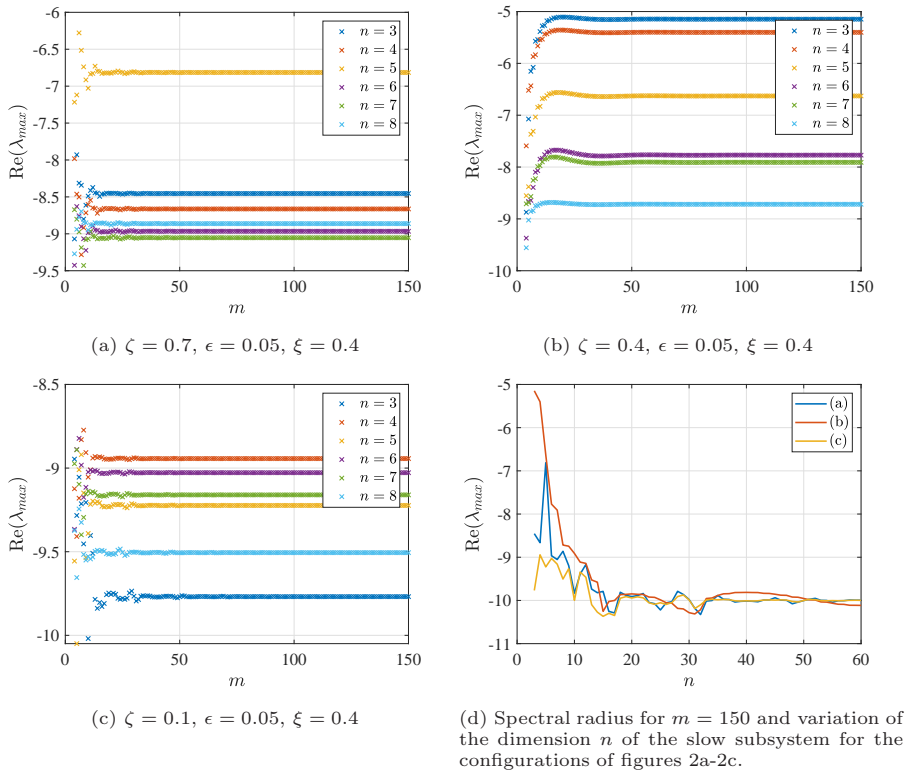 -6
-6.5
-7
-7.5
-8
-8.5
-9
-9.5
Re(λmax)
0 50 100 150
m
n = 3
n = 4
n = 5
n = 6
n = 7
n = 8
(a) ζ = 0.7, ϵ = 0.05, ξ = 0.4
-5
-6
-7
-8
-9
-10
Re(λmax)
0 50 100 150
m
n = 3
n = 4
n = 5
n = 6
n = 7
n = 8
(b) ζ = 0.4, ϵ = 0.05, ξ = 0.4
-8.5
-9
-9.5
-10
Re(λmax)
0 50 100 150
m
n = 3
n = 4
n = 5
n = 6
n = 7
n = 8
(c) ζ = 0.1, ϵ = 0.05, ξ = 0.4
-5
-6
-7
-8
-9
-10
-11
Re(λmax)
0 10 20 30 40 50 60
n
(a)
(b)
(c)
(d) Spectral radius for m = 150 and variation of
the dimension n of the slow subsystem for the
configurations of figures 2a-2c.